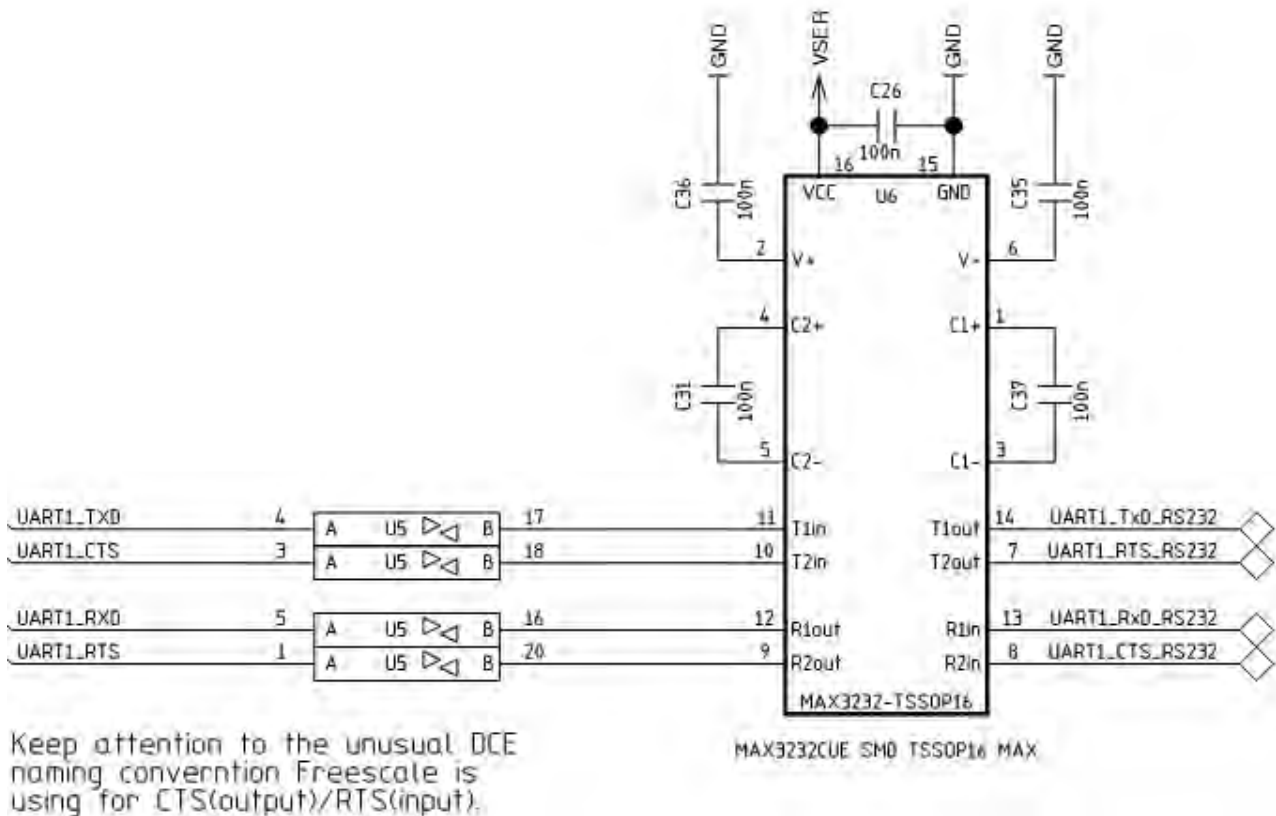 GND
VSER
GND
GND
C26
100n
16
15
C36
100n
VCC
U6
GND
C35
100n
2
V+
V-
6
4
C2+
C1+
1
C31
100n
C37
100n
5
C2-
C1-
3
UART1_TXD
4
A U5 B
17
11
T1in
T1out
14
UART1_TxD_RS232
UART1_CTS
3
A U5 B
18
10
T2in
T2out
7
UART1_RTS_RS232
UART1_RXD
5
A U5 B
16
12
R1out
R1in
13
UART1_RxD_RS232
UART1_RTS
1
A U5 B
20
9
R2out
R2in
8
UART1_CTS_RS232
MAX3232-TSSOP16
MAX3232CUE SMD TSSOP16 MAX
Keep attention to the unusual DCE
naming converntion Freescale is
using for CTS(output)/RTS(input).